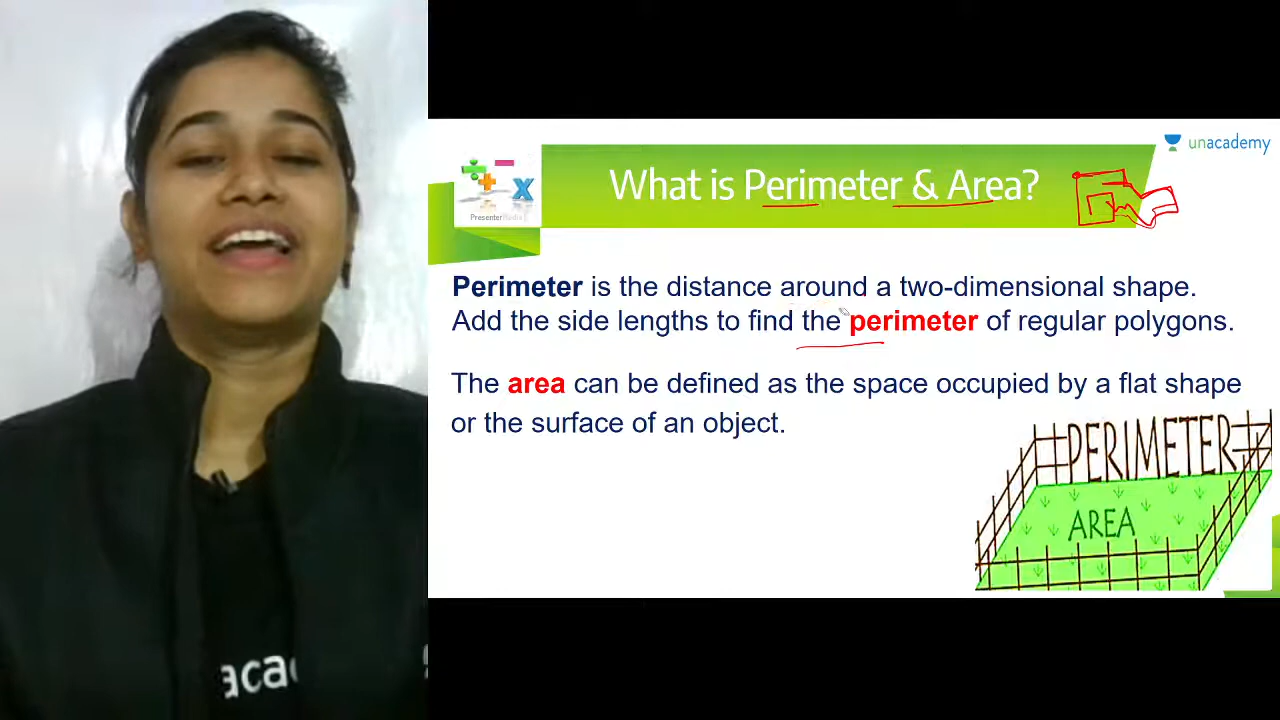 unacademy
What is Perimeter & Area?
PresenterMedia
Perimeter is the distance around a two-dimensional shape.
Add the side lengths to find the perimeter of regular polygons.
The area can be defined as the space occupied by a flat shape
or the surface of an object.
PERIMETER
AREA